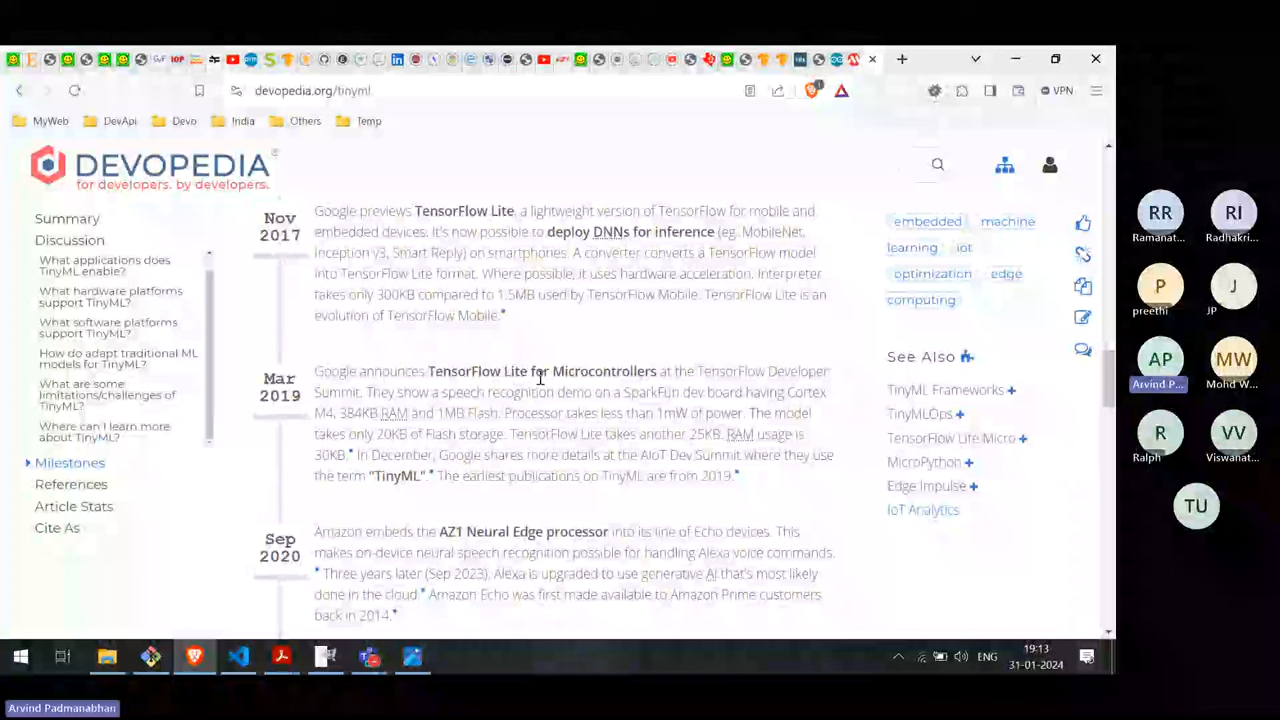 devopedia.org/tinyml
VPN
MyWeb
DevApi
Devo
India
Others
Temp
DEVOPEDIA
for developers. by developers.
Summary
Discussion
What applications does
TinyML enable?
What hardware platforms
support TinyML?
What software platforms
support TinyML?
How do adapt traditional ML
models for TinyML?
What are some
limitations/challenges of
TinyML?
Where can I learn more
about TinyML?
Milestones
References
Article Stats
Cite As
Nov
2017
Google previews TensorFlow Lite, a lightweight version of TensorFlow for mobile and
embedded devices. It's now possible to deploy DNNs for inference (eg. MobileNet,
Inception v3, Smart Reply) on smartphones. A converter converts a TensorFlow model
into TensorFlow Lite format. Where possible, it uses hardware acceleration. Interpreter
takes only 300KB compared to 1.5MB used by TensorFlow Mobile. TensorFlow Lite is an
evolution of TensorFlow Mobile.
Mar
2019
Google announces TensorFlow Lite for Microcontrollers at the TensorFlow Developer
Summit. They show a speech recognition demo on a SparkFun dev board having Cortex
M4, 384KB RAM and 1MB Flash. Processor takes less than 1mW of power. The model
takes only 20KB of Flash storage. TensorFlow Lite takes another 25KB. RAM usage is
30KB. In December, Google shares more details at the AIoT Dev Summit where they use
the term "TinyML". The earliest publications on TinyML are from 2019.
Sep
2020
Amazon embeds the AZ1 Neural Edge processor into its line of Echo devices. This
makes on-device neural speech recognition possible for handling Alexa voice commands.
Three years later (Sep 2023), Alexa is upgraded to use generative AI that's most likely
done in the cloud. Amazon Echo was first made available to Amazon Prime customers
back in 2014.
embedded machine
learning iot
optimization edge
computing
See Also
TinyML Frameworks +
TinyMLOps +
TensorFlow Lite Micro +
MicroPython +
Edge Impulse +
IoT Analytics
ENG
19:13
31-01-2024
RR
Ramanat...
RI
Radhakri...
P
preethi
J
JP
AP
Arvind P...
MW
Mohd W...
R
Ralph
VV
Viswanat...
TU
Arvind Padmanabhan